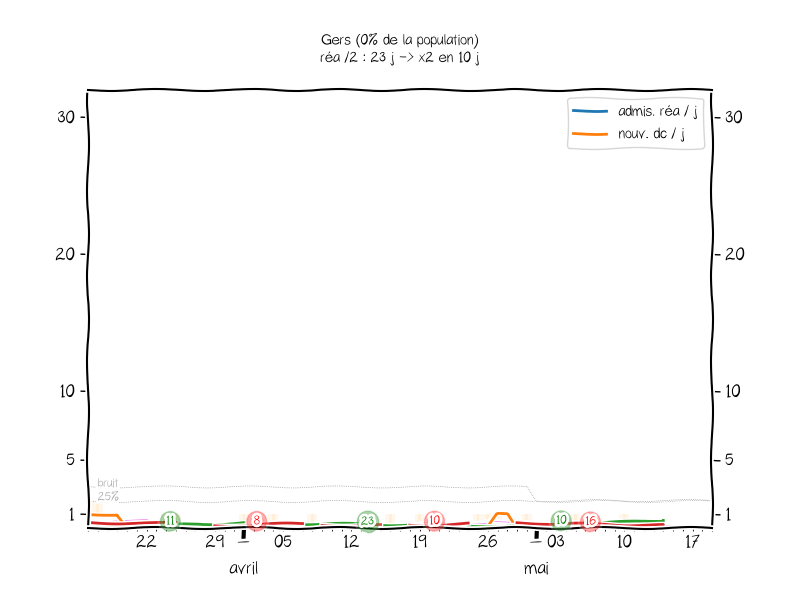 Gers (0% de la population)
réa /2 : 23 j -> x2 en 10 j
admis. réa / j
nouv. dc / j
30 30
20 20
10 10
5 5
bruit
25%
1 1
11 8 23 10 10 16
22 29 05 12 19 26 03 10 17
avril mai